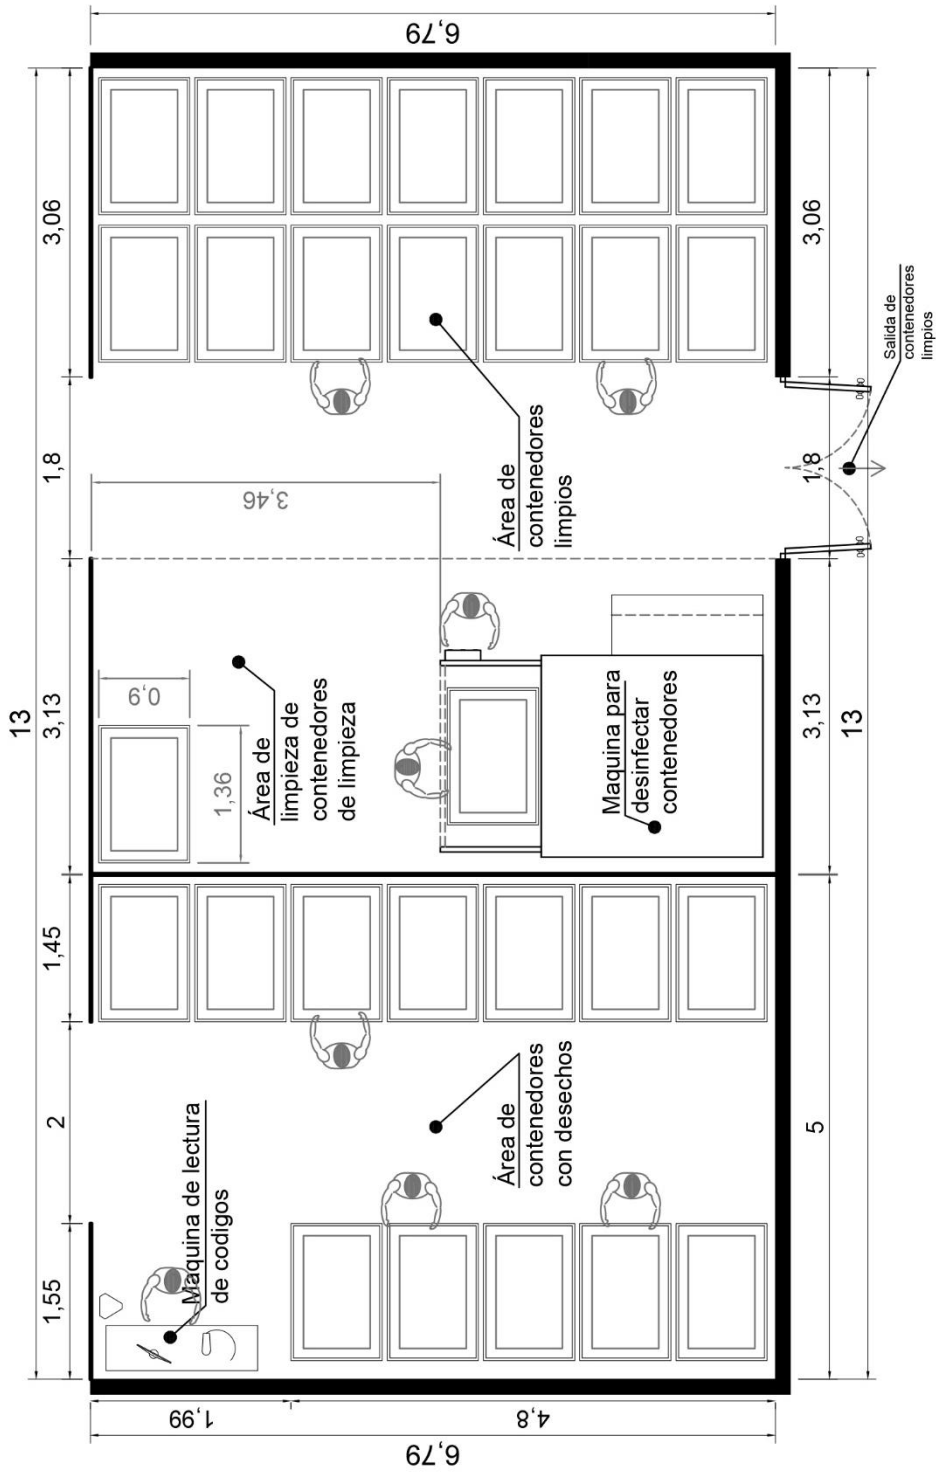 13
1,55
2
1,45
3,13
1,8
3,06
6,79
1,99
4,8
6,79
Maquina de lectura
de codigos
0,9
1,36
Área de
limpieza de
contenedores
de limpieza
3,46
Área de
contenedores
con desechos
Maquina para
desinfectar
contenedores
Área de
contenedores
limpios
5
3,13
1,8
3,06
13
Salida de
contenedores
limpios